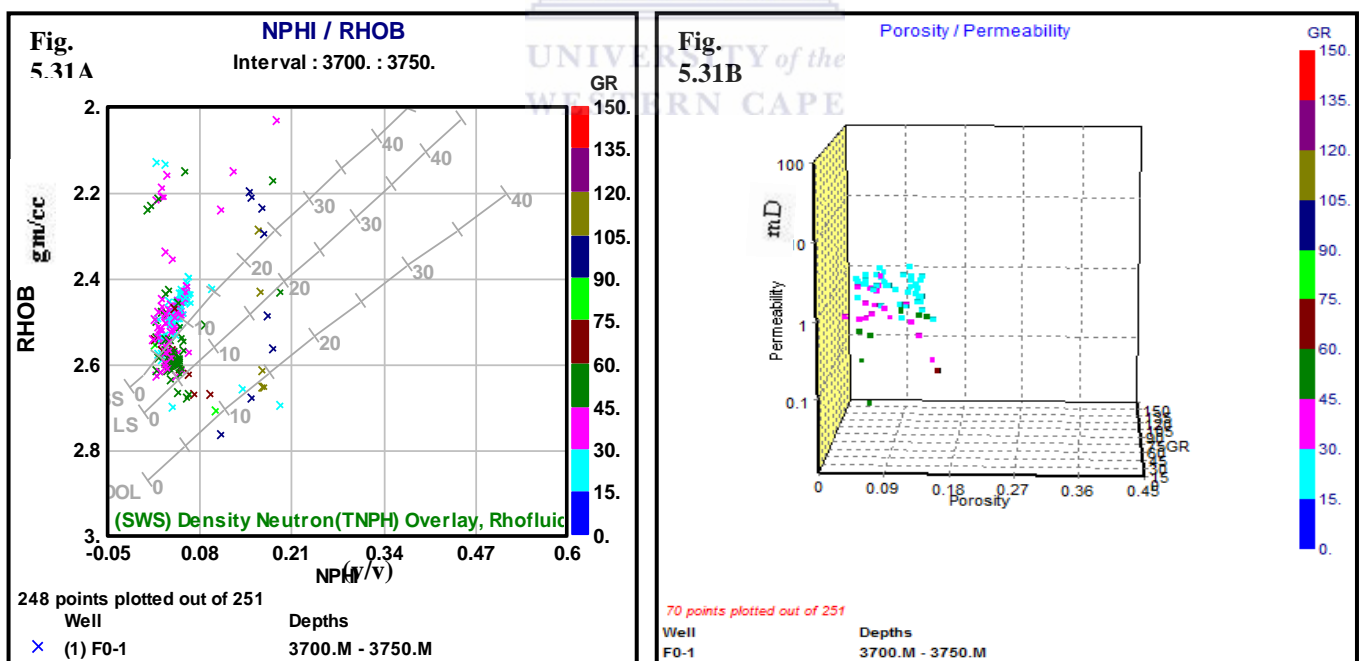 UNIVERSITY of the
WESTERN CAPE
Fig.
5.31A
NPHI / RHOB
Interval : 3700. : 3750.
GR
150.
135.
120.
105.
90.
75.
60.
45.
30.
15.
0.
RHOB
gm/cc
2.
2.2
2.4
2.6
2.8
3.
40
40
40
30
30
20
20
20
10
10
10
0
0
0
LS
(SWS) Density Neutron(TNPH) Overlay, Rhofluid
-0.05
0.08
0.21
0.34
0.47
0.6
NPHI (v/v)
248 points plotted out of 251
Well
Depths
(1) F0-1
3700.M - 3750.M
Fig.
5.31B
Porosity / Permeability
GR
150.
135.
120.
105.
90.
75.
60.
45.
30.
15.
0.
mD
Permeability
100
10
1
0.1
0
0.09
0.18
0.27
0.36
0.45
Porosity
150
60
45
30
15
GR
70 points plotted out of 251
Well
Depths
F0-1
3700.M - 3750.M